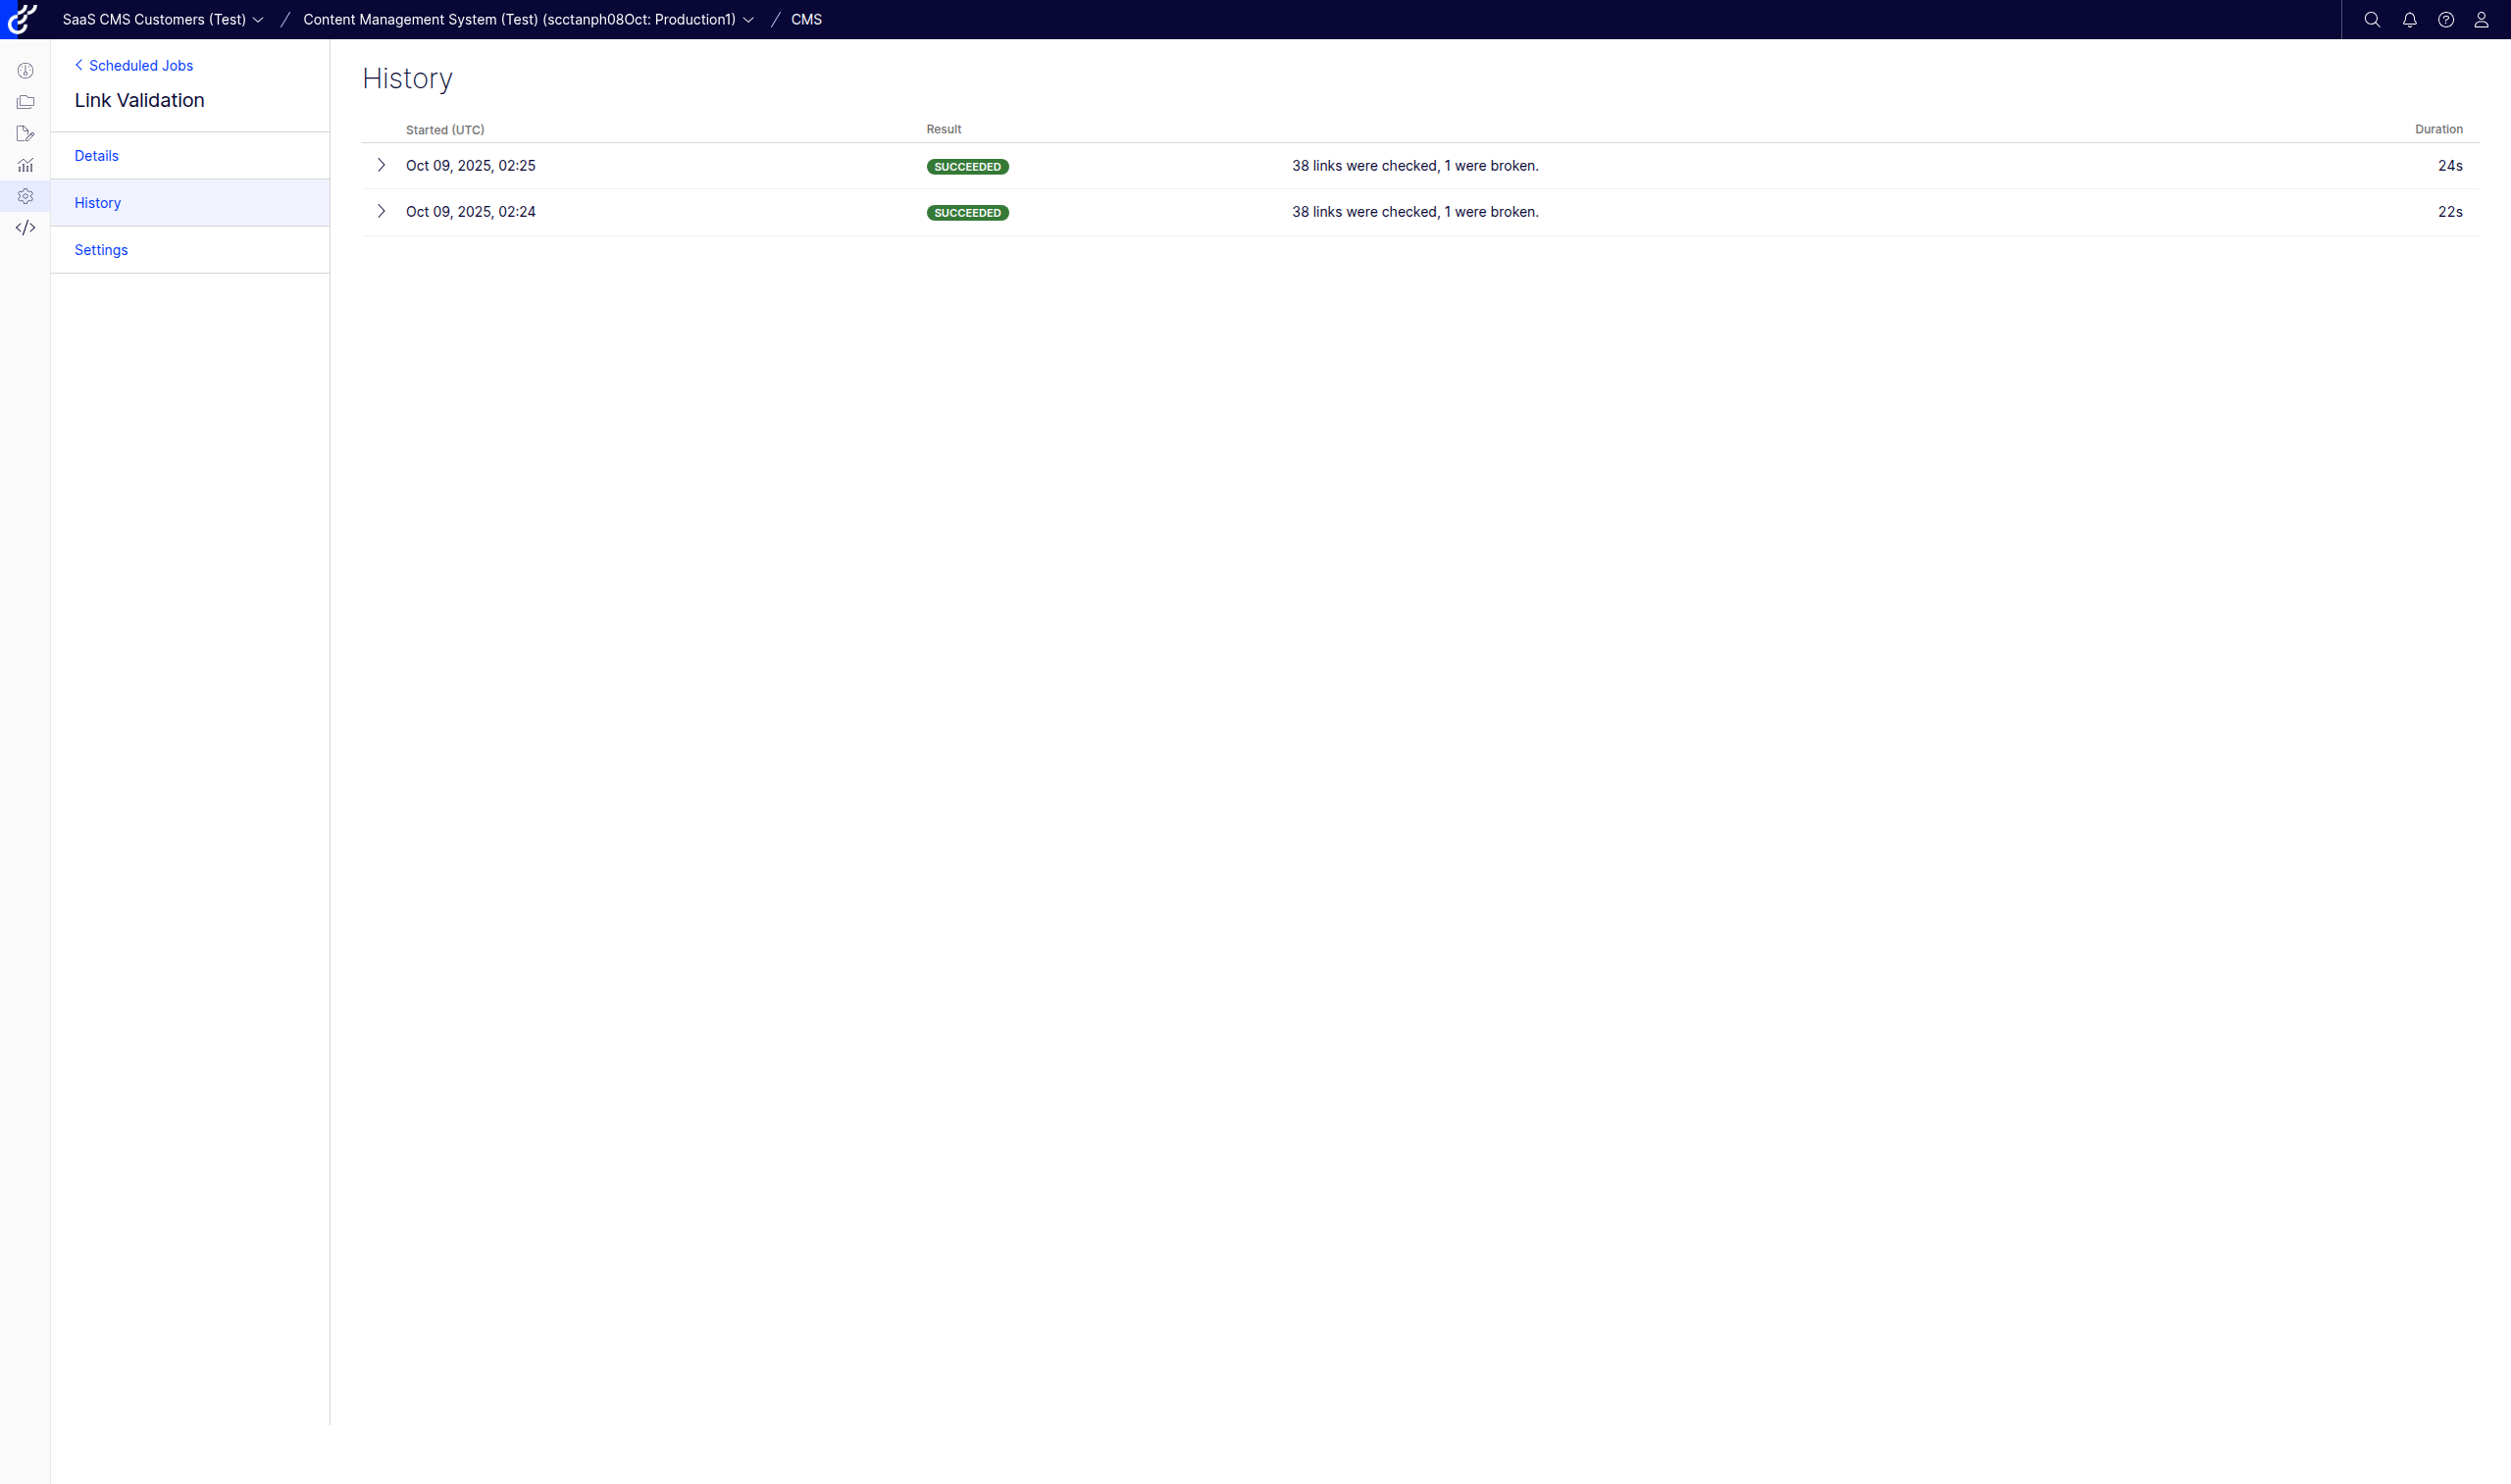 SaaS CMS Customers (Test) / Content Management System (Test) (scctanph08Oct: Production1) / CMS
Scheduled Jobs
Link Validation
Details
History
Settings
History
Started (UTC) Result Duration
Oct 09, 2025, 02:25 SUCCEEDED 38 links were checked, 1 were broken. 24s
Oct 09, 2025, 02:24 SUCCEEDED 38 links were checked, 1 were broken. 22s